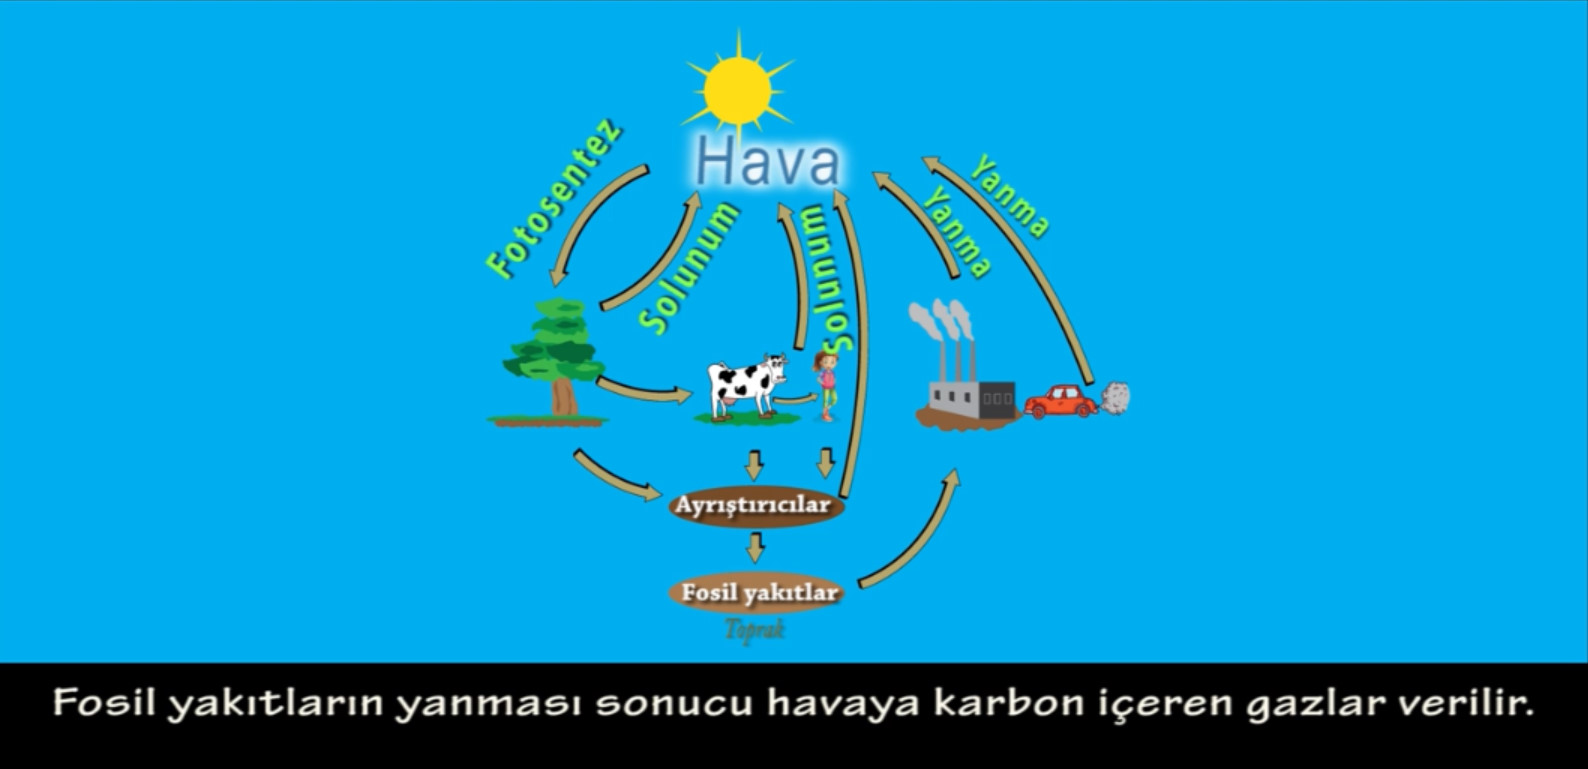 Hava
Fotosentez
Solunum
Solunum
Yanma
Yanma
Ayrıştırıcılar
Fosil yakıtlar
Toprak
Fosil yakıtların yanması sonucu havaya karbon içeren gazlar verilir.